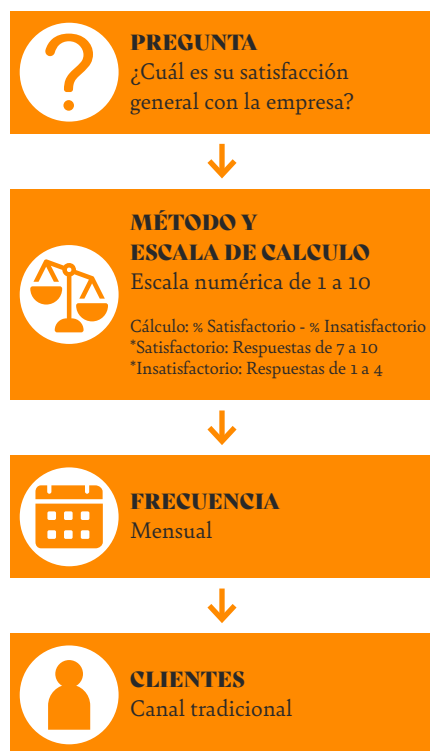 PREGUNTA
¿Cuál es su satisfacción
general con la empresa?
MÉTODO Y
ESCALA DE CALCULO
Escala numérica de 1 a 10
Cálculo: % Satisfactorio - % Insatisfactorio
*Satisfactorio: Respuestas de 7 a 10
*Insatisfactorio: Respuestas de 1 a 4
FRECUENCIA
Mensual
CLIENTES
Canal tradicional